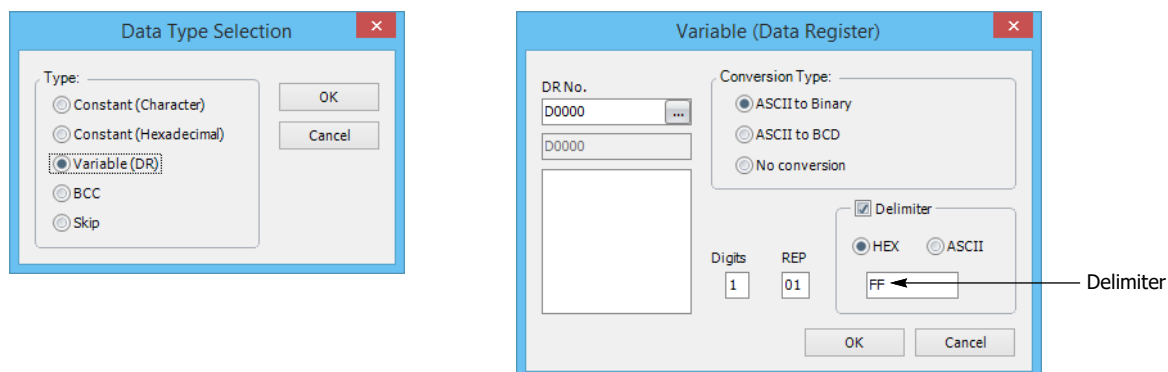 Data Type Selection
Type:
Constant (Character)
Constant (Hexadecimal)
Variable (DR)
BCC
Skip
OK
Cancel
Variable (Data Register)
DR No.
D0000
...
D0000
Conversion Type:
ASCII to Binary
ASCII to BCD
No conversion
Delimiter
HEX
ASCII
FF
Digits
REP
1
01
OK
Cancel
Delimiter